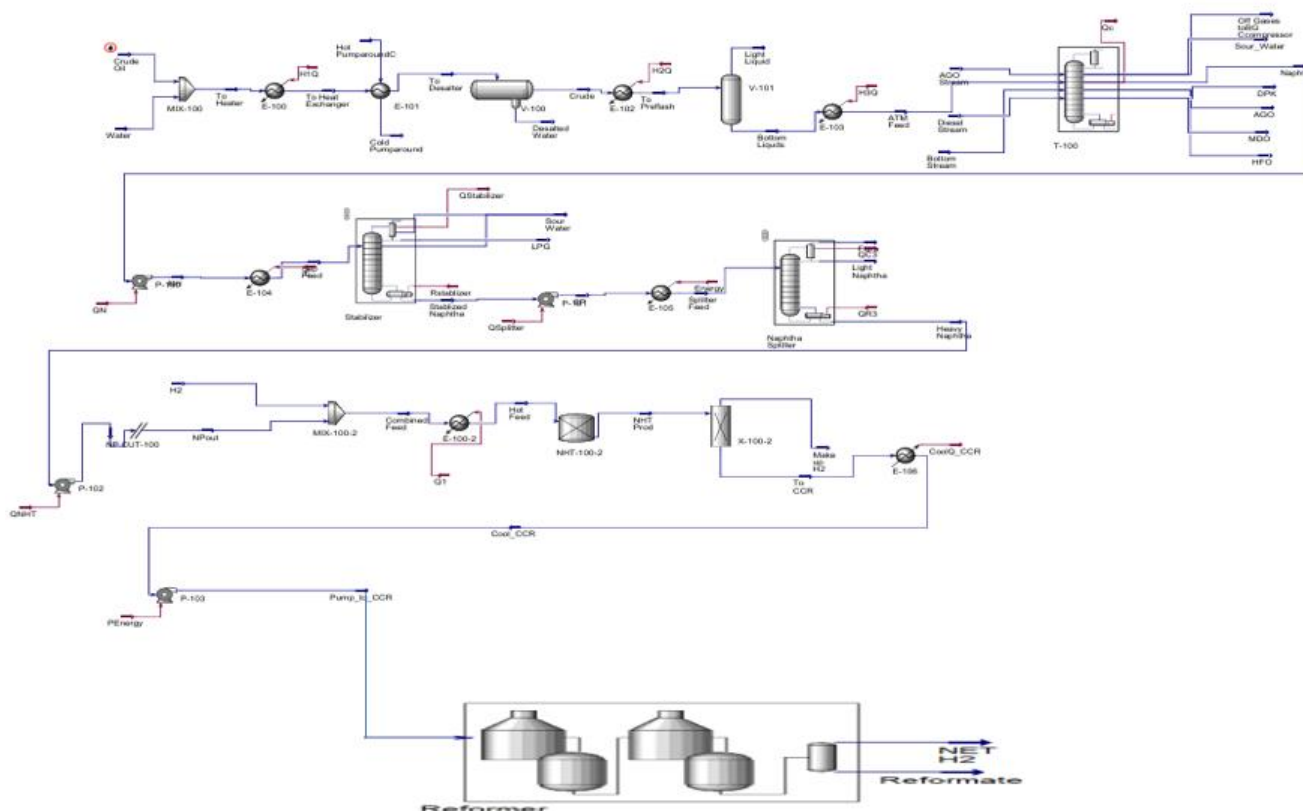 Crude
Oil
Water
MIX-100
To
Heater
H1Q
E-100
To Heat
Exchanger
Hot
PumparoundC
E-101
Cold
Pumparound
To
Desalter
V-100
Desalted
Water
Crude
H2Q
E-102
To
Preflash
Light
Liquid
V-101
Bottom
Liquids
H3Q
E-103
ATM
Feed
AGO
Stream
Diesel
Stream
Bottom
Stream
Qc
T-100
Off Gases
Sour_Water
DPK
AGO
MDO
HFO
QN
E-104
Feed
QStabilizer
Sour
Water
LPG
Stabilizer
Stablized
Naphtha
QSplitter
E-105
Energy
Splitter
Feed
Light
Naphtha
QR3
Naphtha
Splitter
Heavy
Naphtha
H2
P-102
QNHT
NPout
MIX-100-2
Combined
Feed
E-100-2
Q1
Hot
Feed
NHT-100-2
NHT
Prod
X-100-2
Make
up
H2
To
CCR
E-106
CoolQ_CCR
Cool_CCR
P-103
PEnergy
Pump_to_CCR
NET
H2
Reformate
Reformer